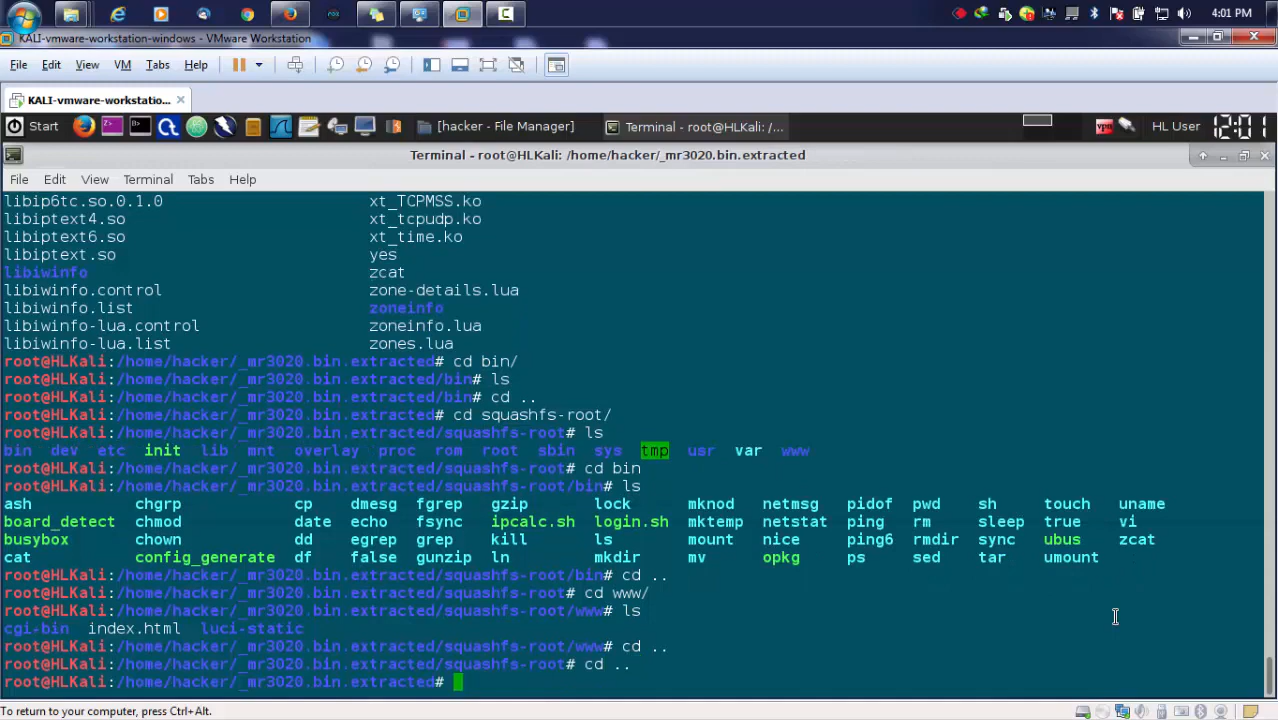 4:01 PM
KALI-vmware-workstation-windows - VMware Workstation
File Edit View VM Tabs Help
KALI-vmware-workstatio...
Start [hacker - File Manager] Terminal - root@HLKali: /... vpn HL User 12:01
Terminal - root@HLKali: /home/hacker/_mr3020.bin.extracted
File Edit View Terminal Tabs Help
libip6tc.so.0.1.0 xt_TCPMSS.ko
libiptext4.so xt_tcpudp.ko
libiptext6.so xt_time.ko
libiptext.so yes
libiwinfo zcat
libiwinfo.control zone-details.lua
libiwinfo.list zoneinfo
libiwinfo-lua.control zoneinfo.lua
libiwinfo-lua.list zones.lua
root@HLKali:/home/hacker/_mr3020.bin.extracted# cd bin/
root@HLKali:/home/hacker/_mr3020.bin.extracted/bin# ls
root@HLKali:/home/hacker/_mr3020.bin.extracted/bin# cd ..
root@HLKali:/home/hacker/_mr3020.bin.extracted# cd squashfs-root/
root@HLKali:/home/hacker/_mr3020.bin.extracted/squashfs-root# ls
bin dev etc init lib mnt overlay proc rom root sbin sys tmp usr var www
root@HLKali:/home/hacker/_mr3020.bin.extracted/squashfs-root# cd bin
root@HLKali:/home/hacker/_mr3020.bin.extracted/squashfs-root/bin# ls
ash chgrp cp dmesg fgrep gzip lock mknod netmsg pidof pwd sh touch uname
board_detect chmod date echo fsync ipcalc.sh login.sh mktemp netstat ping rm sleep true vi
busybox chown dd egrep grep kill ls mount nice ping6 rmdir sync ubus zcat
cat config_generate df false gunzip ln mkdir mv opkg ps sed tar umount
root@HLKali:/home/hacker/_mr3020.bin.extracted/squashfs-root/bin# cd ..
root@HLKali:/home/hacker/_mr3020.bin.extracted/squashfs-root# cd www/
root@HLKali:/home/hacker/_mr3020.bin.extracted/squashfs-root/www# ls
cgi-bin index.html luci-static
root@HLKali:/home/hacker/_mr3020.bin.extracted/squashfs-root/www# cd ..
root@HLKali:/home/hacker/_mr3020.bin.extracted/squashfs-root# cd ..
root@HLKali:/home/hacker/_mr3020.bin.extracted#
To return to your computer, press Ctrl+Alt.